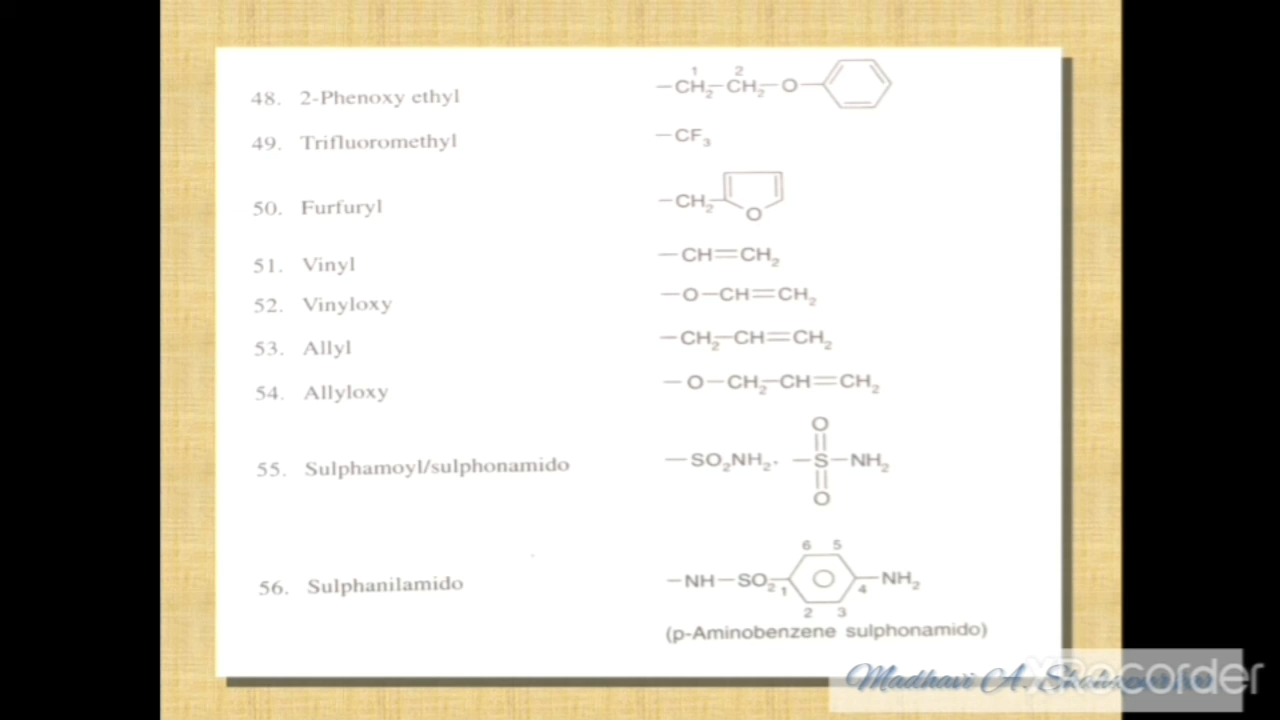 48. 2-Phenoxy ethyl −CH₂−CH₂−O− 1 2
49. Trifluoromethyl −CF₃
50. Furfuryl −CH₂ O
51. Vinyl −CH=CH₂
52. Vinyloxy −O−CH=CH₂
53. Allyl −CH₂−CH=CH₂
54. Allyloxy −O−CH₂−CH=CH₂
55. Sulphamoyl/sulphonamido −SO₂NH₂. −S−NH₂ O O
56. Sulphanilamido −NH−SO₂ −NH₂ 1 2 3 4 5 6
(p-Aminobenzene sulphonamido)
Madhavi A.
XRecorder